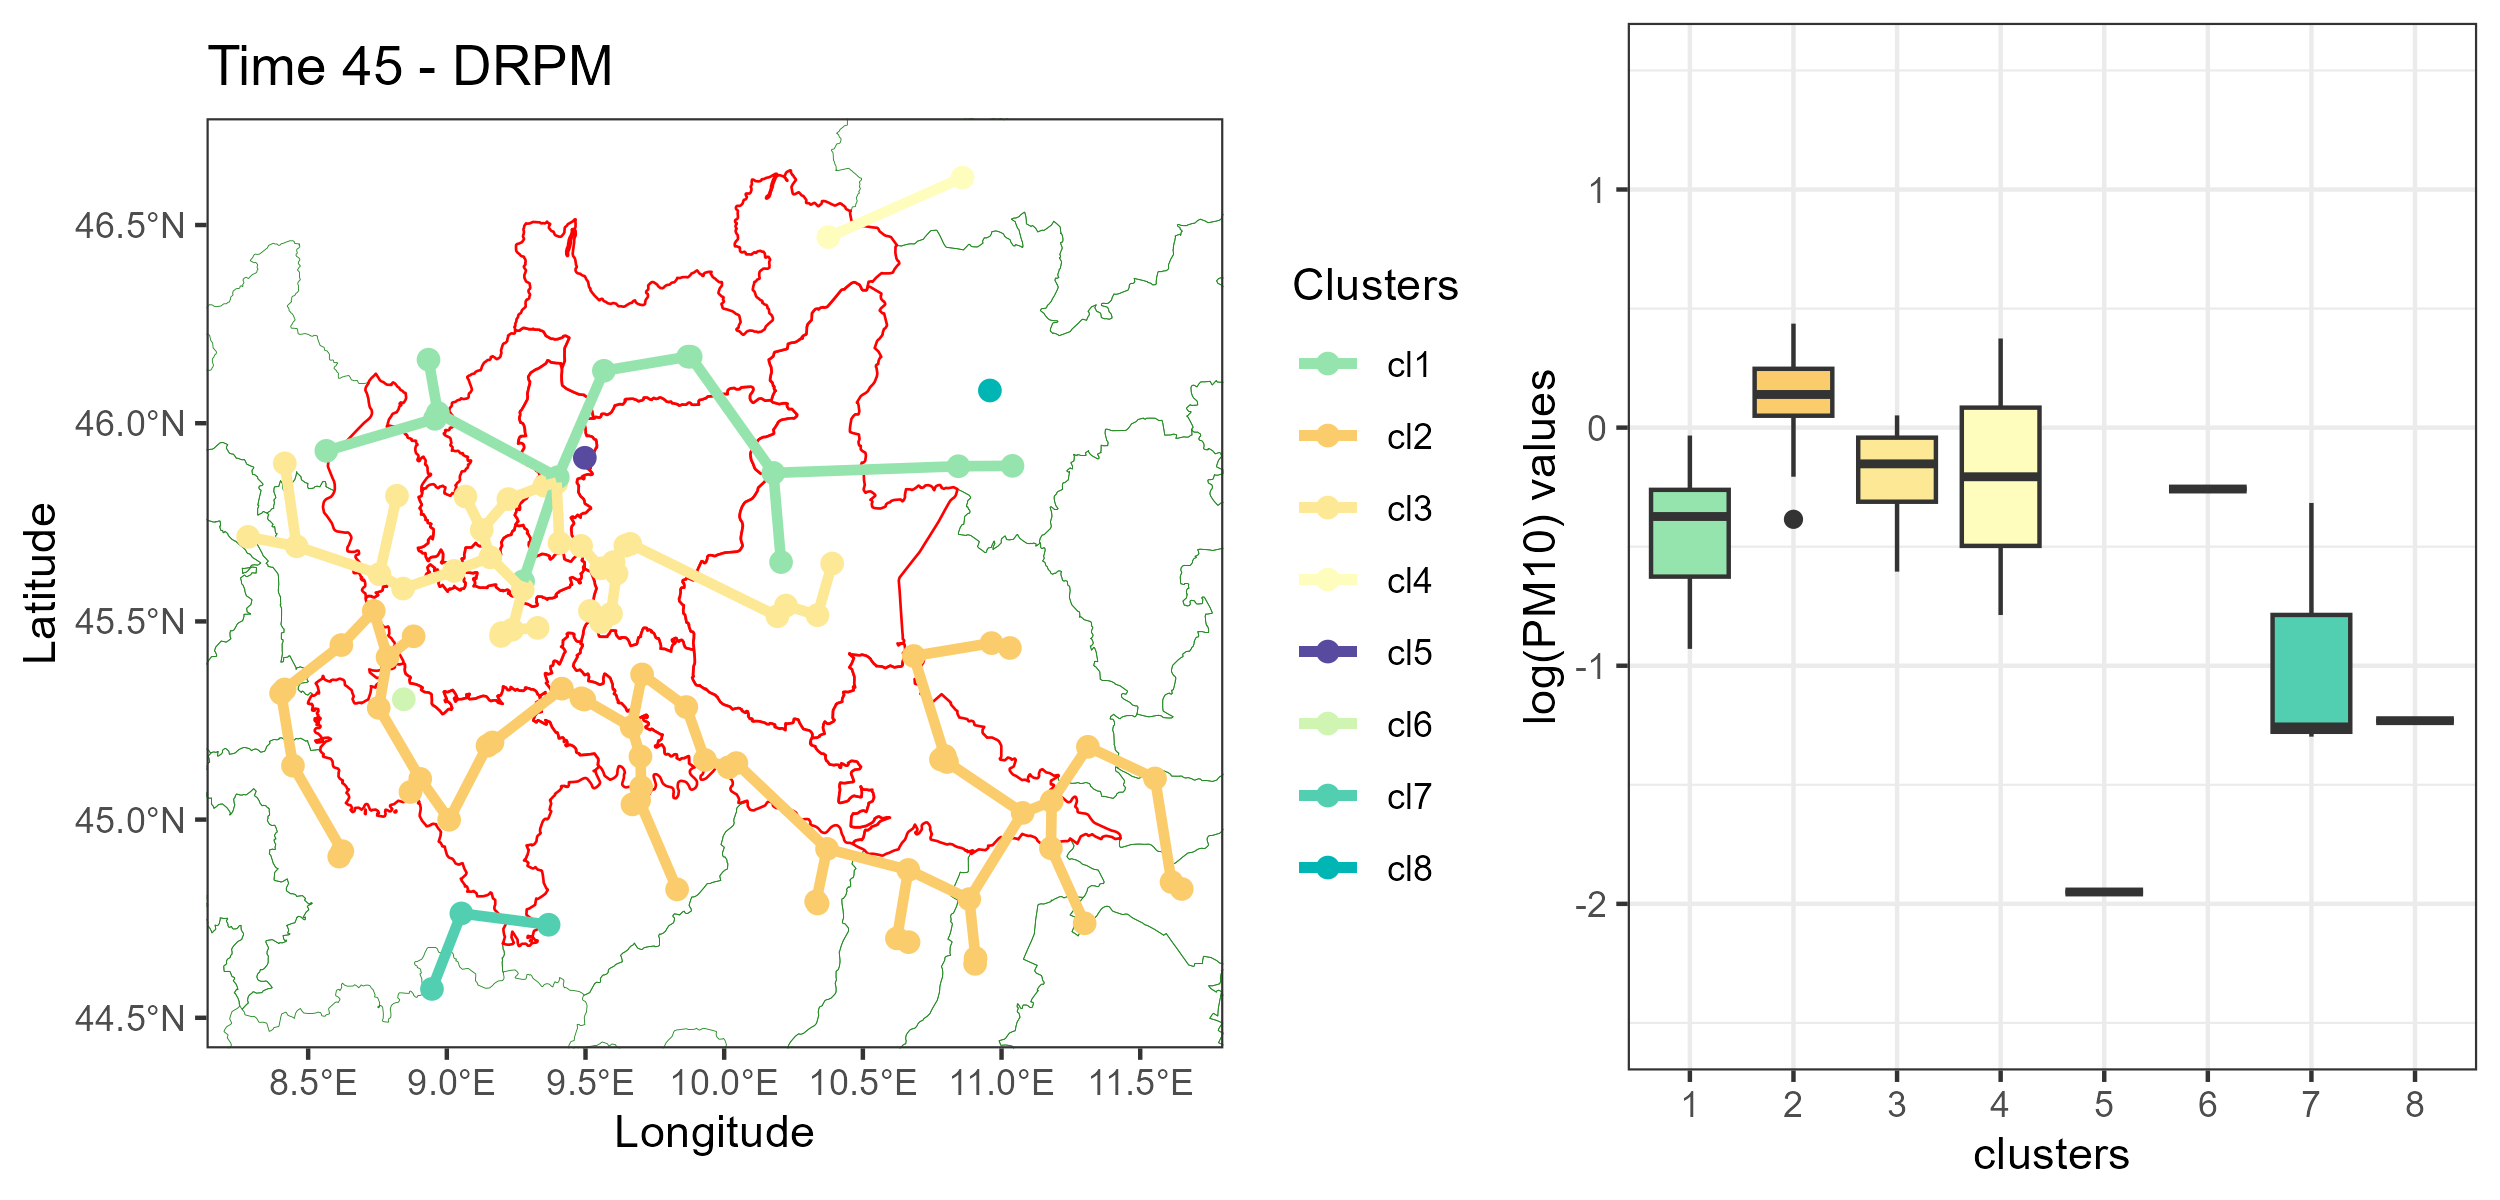 Time 45 - DRPM
46.5°N
46.0°N
45.5°N
45.0°N
44.5°N
Latitude
8.5°E 9.0°E 9.5°E 10.0°E 10.5°E 11.0°E 11.5°E
Longitude
Clusters
cl1
cl2
cl3
cl4
cl5
cl6
cl7
cl8
log(PM10) values
1
0
-1
-2
1 2 3 4 5 6 7 8
clusters